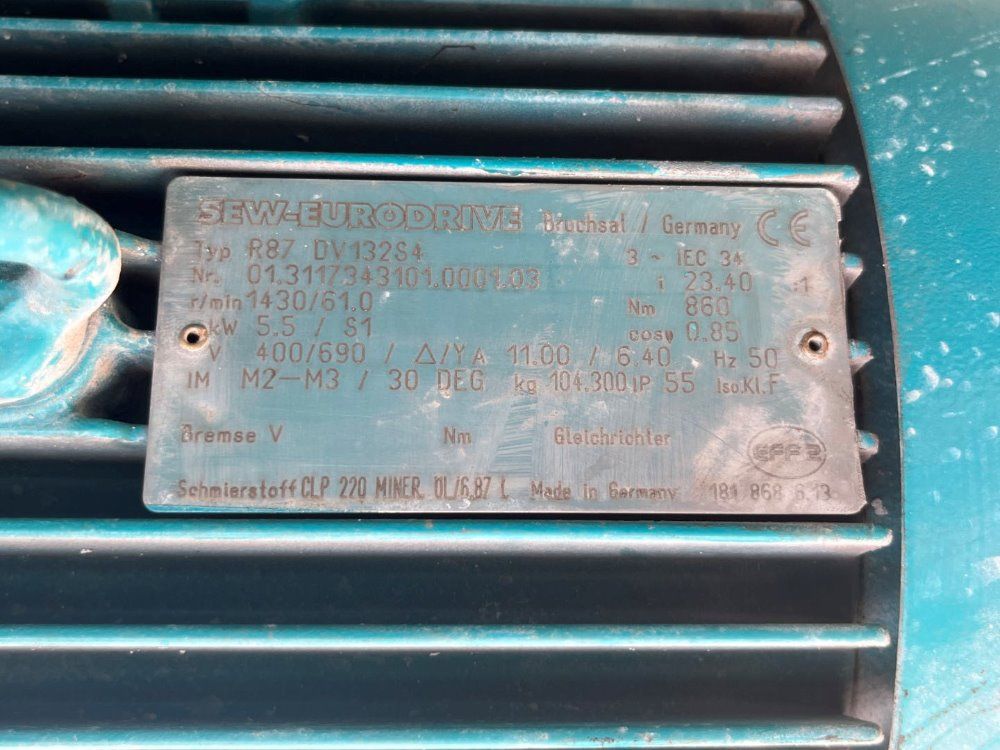 SEW-EURODRIVE Bruchsal / Germany CE
Typ R87 DV132S4 3 ~ IEC 34
Nr. 01.3117343101.0001.03 i 23.40 :1
r/min 1430/61.0 Nm 860
kW 5.5 / S1 cosφ 0.85
V 400/690 / △/Y A 11.00 / 6.40 Hz 50
IM M2-M3 / 30 DEG kg 104.300 IP 55 Iso.Kl. F
Bremse V Nm Gleichrichter EFF 2
Schmierstoff CLP 220 MINER. ÖL/6.87 L Made in Germany 181 868 6.13